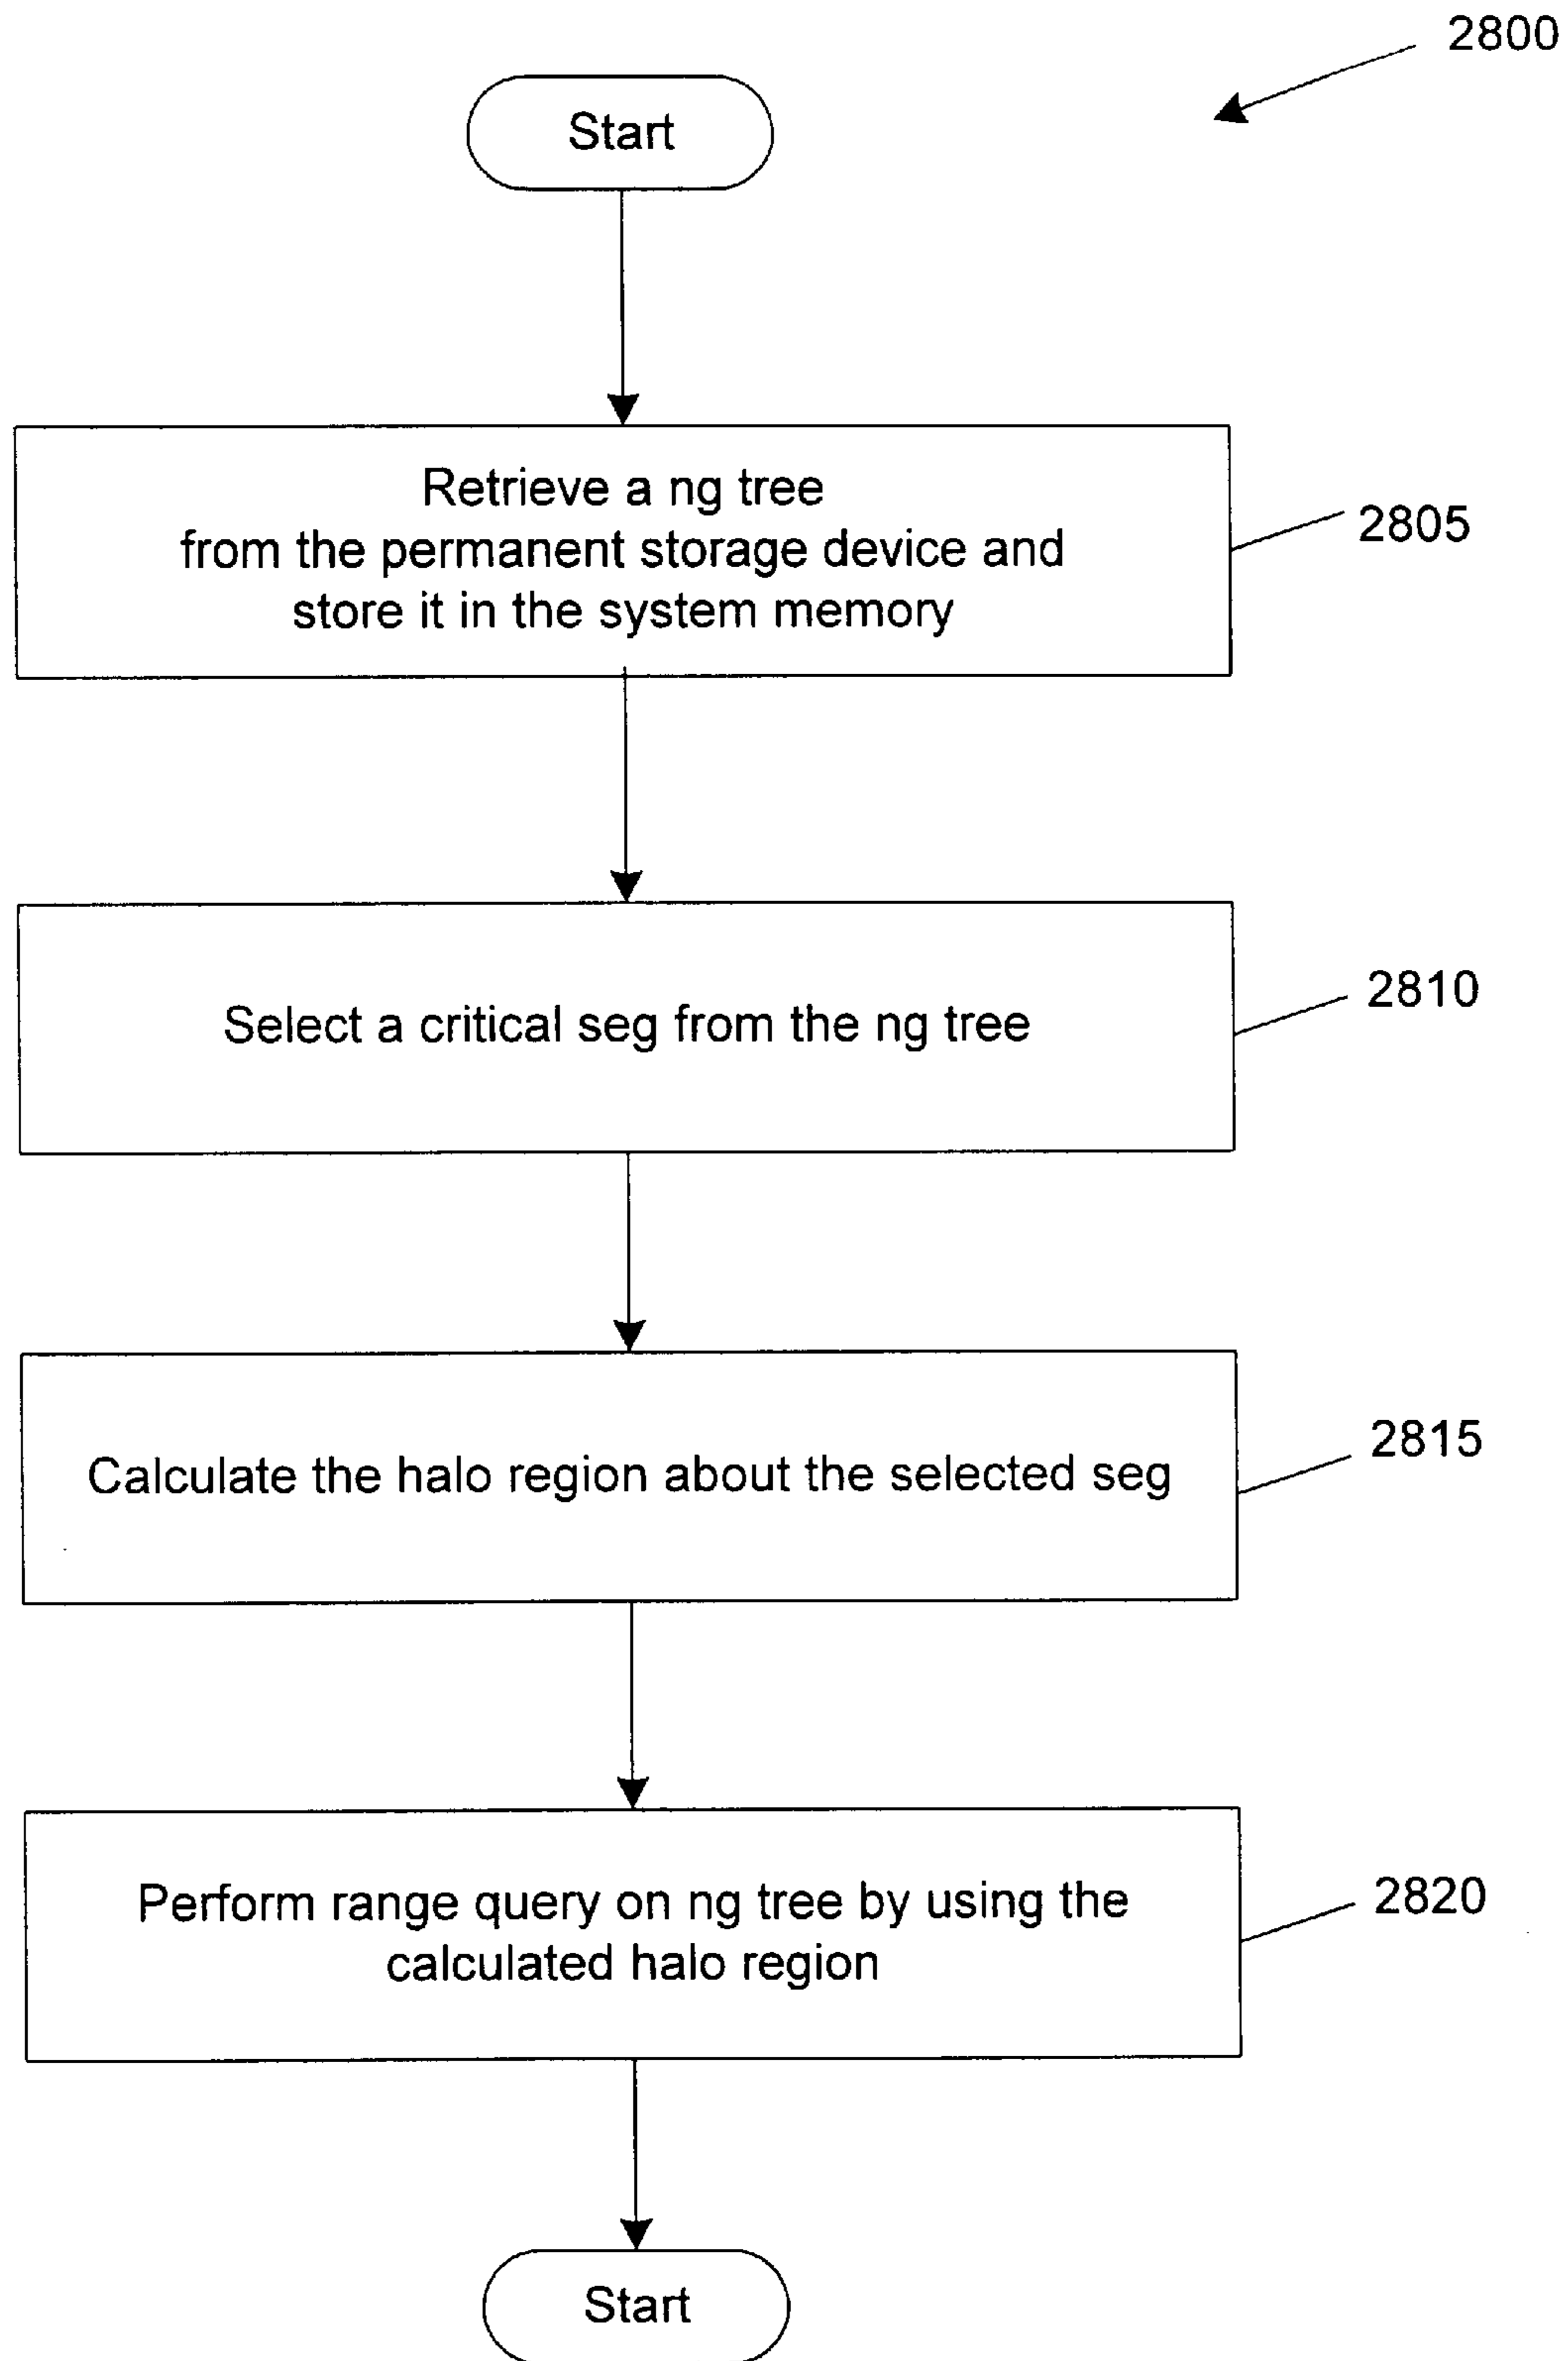 2800
Start
Retrieve a ng tree
from the permanent storage device and
store it in the system memory
2805
Select a critical seg from the ng tree
2810
Calculate the halo region about the selected seg
2815
Perform range query on ng tree by using the
calculated halo region
2820
Start